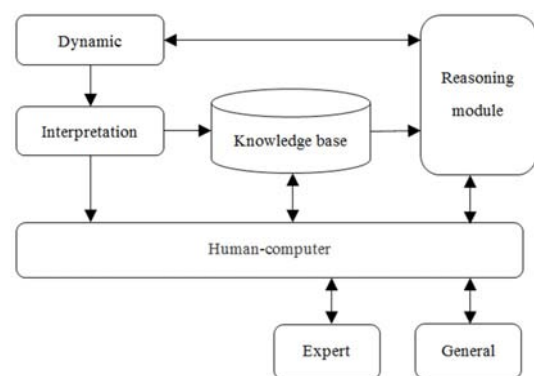 Dynamic
Reasoning
module
Interpretation
Knowledge base
Human-computer
Expert
General